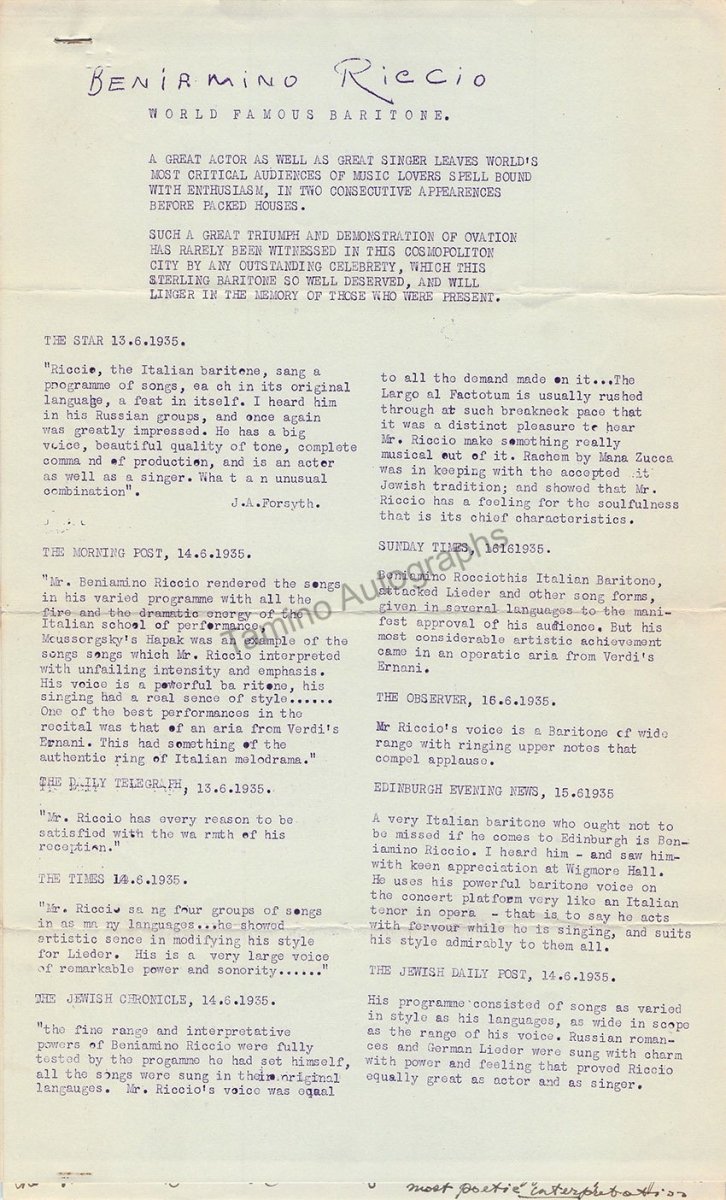 BENIAMINO RICCIO
WORLD FAMOUS BARITONE.
A GREAT ACTOR AS WELL AS GREAT SINGER LEAVES WORLD'S
MOST CRITICAL AUDIENCES OF MUSIC LOVERS SPELL BOUND
WITH ENTHUSIASM, IN TWO CONSECUTIVE APPEARENCES
BEFORE PACKED HOUSES.
SUCH A GREAT TRIUMPH AND DEMONSTRATION OF OVATION
HAS RARELY BEEN WITNESSED IN THIS COSMOPOLITON
CITY BY ANY OUTSTANDING CELEBRETY, WHICH THIS
STERLING BARITONE SO WELL DESERVED, AND WILL
LINGER IN THE MEMORY OF THOSE WHO WERE PRESENT.
THE STAR 13.6.1935.
"Riccio, the Italian baritone, sang a
programme of songs, ea ch in its original
language, a feat in itself. I heard him
in his Russian groups, and once again
was greatly impressed. He has a big
voice, beautiful quality of tone, complete
comma nd of production, and is an actor
as well as a singer. Wha t a n unusual
combination".
J.A.Forsyth.
THE MORNING POST, 14.6.1935.
"Mr. Beniamino Riccio rendered the songs
in his varied programme with all the
fire and the dramatic energy of the
Italian school of performance,
Mcussorgsky's Hapak was an example of the
songs songs which Mr. Riccio interpreted
with unfailing intensity and emphasis.
His voice is a powerful ba ritone, his
singing had a real sence of style......
One of the best performances in the
recital was that of an aria from Verdi's
Ernani. This had something of the
authentic ring of Italian melodrama."
THE DAILY TELEGRAPH, 13.6.1935.
"Mr. Riccio has every reason to be
satisfied with the wa rmth of his
reception."
THE TIMES 14.6.1935.
"Mr. Riccio sa ng four groups of songs
in as ma ny languages...he showed
artistic sence in modifying his style
for Lieder. His is a very large voice
of remarkable power and sonority......"
THE JEWISH CHRONICLE, 14.6.1935.
"the fine range and interpretative
powers of Beniamino Riccio were fully
tested by the progamme he had set himself,
all the songs were sung in their original
langauges. Mr. Riccio's voice was equal
to all the demand made on it...The
Largo al Factotum is usually rushed
through at such breakneck pace that
it was a distinct pleasure to hear
Mr. Riccio make something really
musical out of it. Rachem by Mana Zucca
was in keeping with the accepted it
Jewish tradition; and showed that Mr.
Riccio has a feeling for the soulfulness
that is its chief characteristics.
SUNDAY TIMES, 16161935.
Beniamino Rocciothis Italian Baritone,
attacked Lieder and other song forms,
given in several languages to the mani-
fest approval of his audience. But his
most considerable artistic achievement
came in an operatic aria from Verdi's
Ernani.
THE OBSERVER, 16.6.1935.
Mr Riccio's voice is a Baritone of wide
range with ringing upper notes that
compel applause.
EDINBURGH EVENING NEWS, 15.61935
A very Italian baritone who ought not to
be missed if he comes to Edinburgh is Ben-
iamino Riccio. I heard him - and saw him-
with keen appreciation at Wigmore Hall.
He uses his powerful baritone voice on
the concert platform very like an Italian
tenor in opera - that is to say he acts
with fervour while he is singing, and suits
his style admirably to them all.
THE JEWISH DAILY POST, 14.6.1935.
His programme consisted of songs as varied
in style as his languages, as wide in scope
as the range of his voice. Russian roman-
ces and German Lieder were sung with charm
with power and feeling that proved Riccio
equally great as actor and as singer.
most poetic interpretation
Tamino Autographs